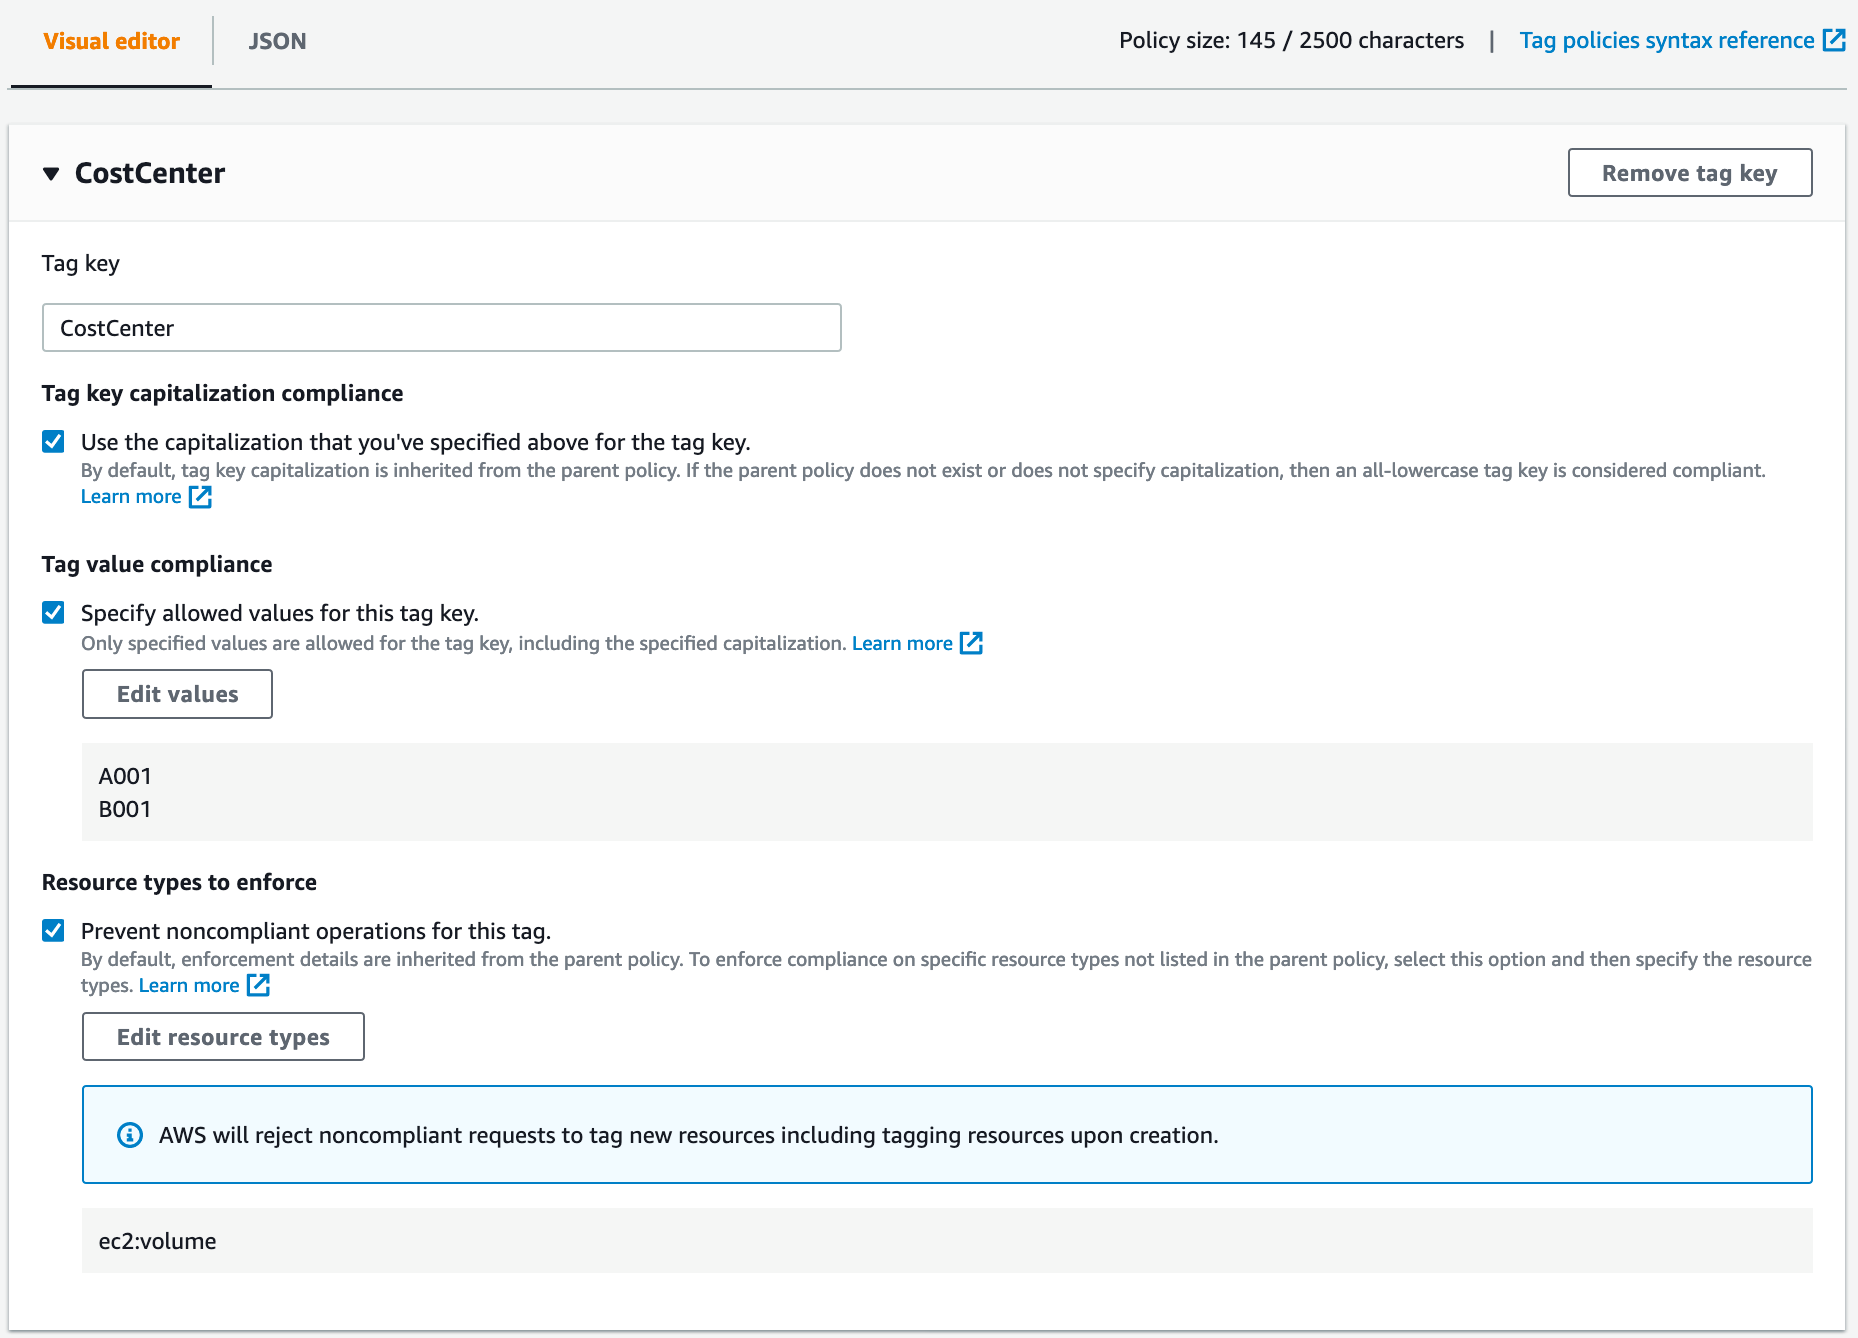 Visual editor
JSON
Policy size: 145 / 2500 characters | Tag policies syntax reference
CostCenter
Remove tag key
Tag key
CostCenter
Tag key capitalization compliance
Use the capitalization that you've specified above for the tag key.
By default, tag key capitalization is inherited from the parent policy. If the parent policy does not exist or does not specify capitalization, then an all-lowercase tag key is considered compliant.
Learn more
Tag value compliance
Specify allowed values for this tag key.
Only specified values are allowed for the tag key, including the specified capitalization. Learn more
Edit values
A001
B001
Resource types to enforce
Prevent noncompliant operations for this tag.
By default, enforcement details are inherited from the parent policy. To enforce compliance on specific resource types not listed in the parent policy, select this option and then specify the resource
types. Learn more
Edit resource types
AWS will reject noncompliant requests to tag new resources including tagging resources upon creation.
ec2:volume